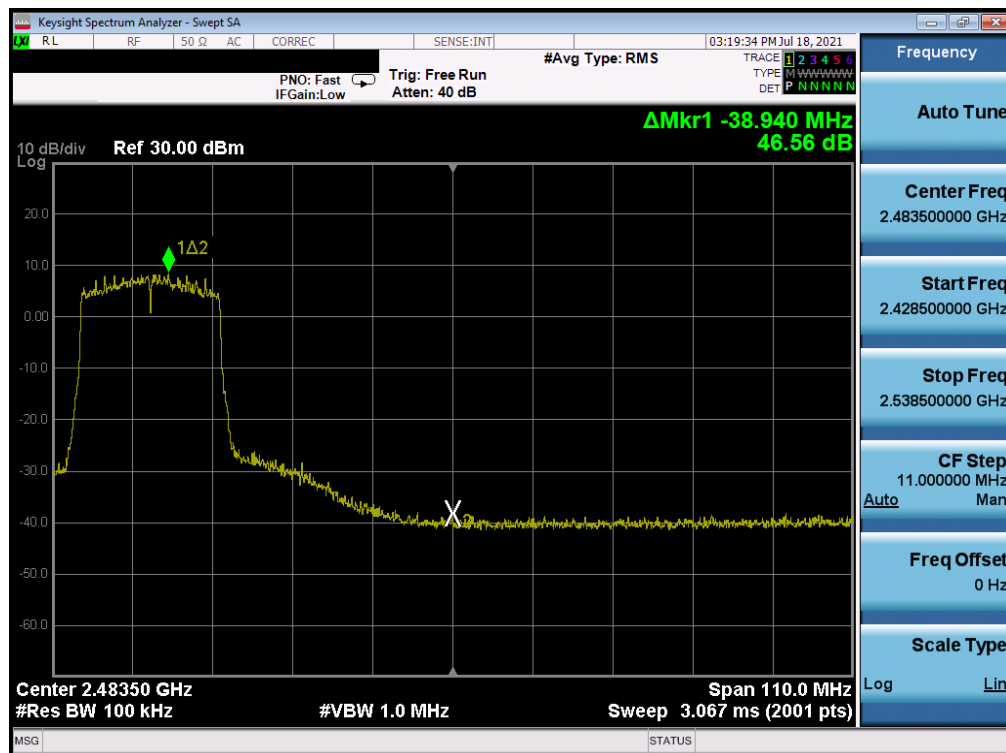 Keysight Spectrum Analyzer - Swept SA
LXI RL RF 50 Ω AC CORREC SENSE:INT 03:19:34 PM Jul 18, 2021
#Avg Type: RMS
TRACE 1 2 3 4 5 6
PNO: Fast Trig: Free Run
TYPE M W W W W W
IFGain:Low Atten: 40 dB
DET P N N N N N
ΔMkr1 -38.940 MHz
46.56 dB
10 dB/div Ref 30.00 dBm
Log
20.0
1Δ2
10.0
0.00
-10.0
-20.0
-30.0
-40.0
2
-50.0
-60.0
Center 2.48350 GHz Span 110.0 MHz
#Res BW 100 kHz #VBW 1.0 MHz Sweep 3.067 ms (2001 pts)
MSG STATUS
Frequency
Auto Tune
Center Freq
2.483500000 GHz
Start Freq
2.428500000 GHz
Stop Freq
2.538500000 GHz
CF Step
11.000000 MHz
Auto Man
Freq Offset
0 Hz
Scale Type
Log Lin